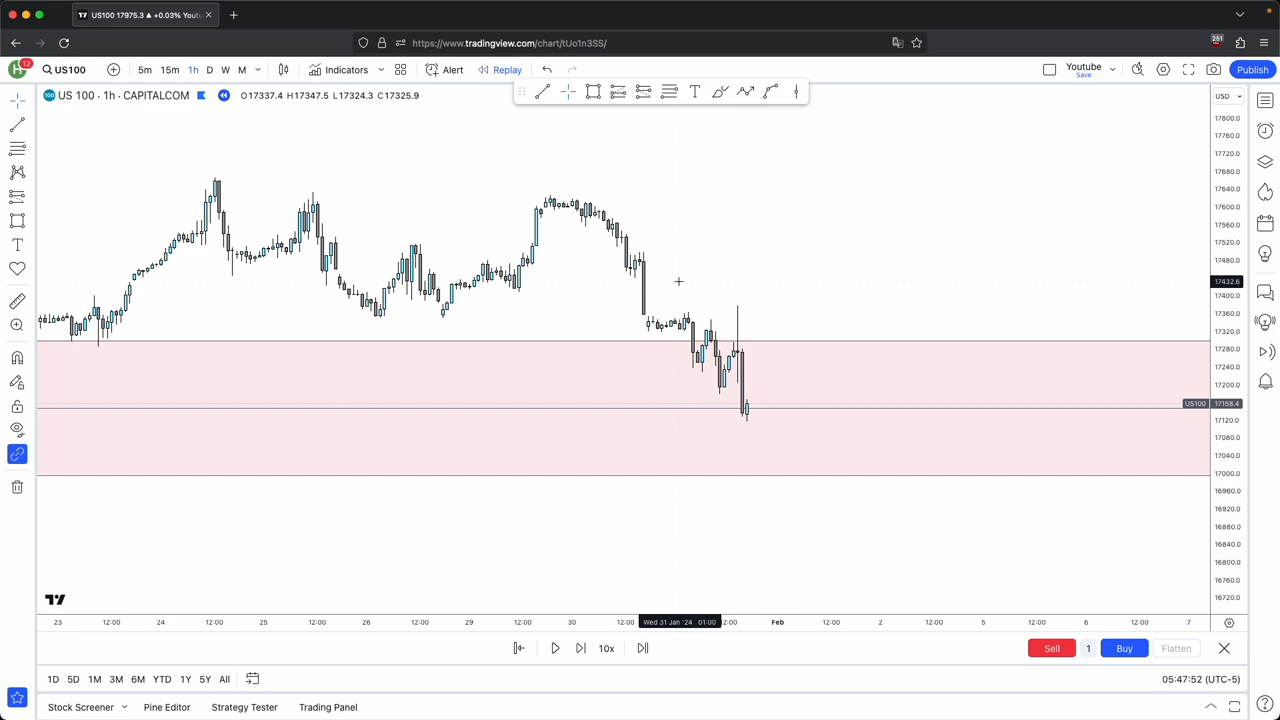 US100 17975.3 ▲ +0.03% Youtu
https://www.tradingview.com/chart/tUo1n3SS/
251
H 12 US100 5m 15m 1h D W M Indicators Alert Replay Youtube Save Publish
100 US 100 · 1h · CAPITALCOM O17337.4 H17347.5 L17324.3 C17325.9
USD
17800.0
17760.0
17720.0
17680.0
17640.0
17600.0
17560.0
17520.0
17480.0
17432.6
17400.0
17360.0
17320.0
17280.0
17240.0
17200.0
US100 17158.4
17120.0
17080.0
17040.0
17000.0
16960.0
16920.0
16880.0
16840.0
16800.0
16760.0
16720.0
23 12:00 24 12:00 25 12:00 26 12:00 29 12:00 30 12:00 Wed 31 Jan '24 01:00 2:00 Feb 12:00 2 12:00 5 12:00 6 12:00 7
10x Sell 1 Buy Flatten
1D 5D 1M 3M 6M YTD 1Y 5Y All 05:47:52 (UTC-5)
Stock Screener Pine Editor Strategy Tester Trading Panel